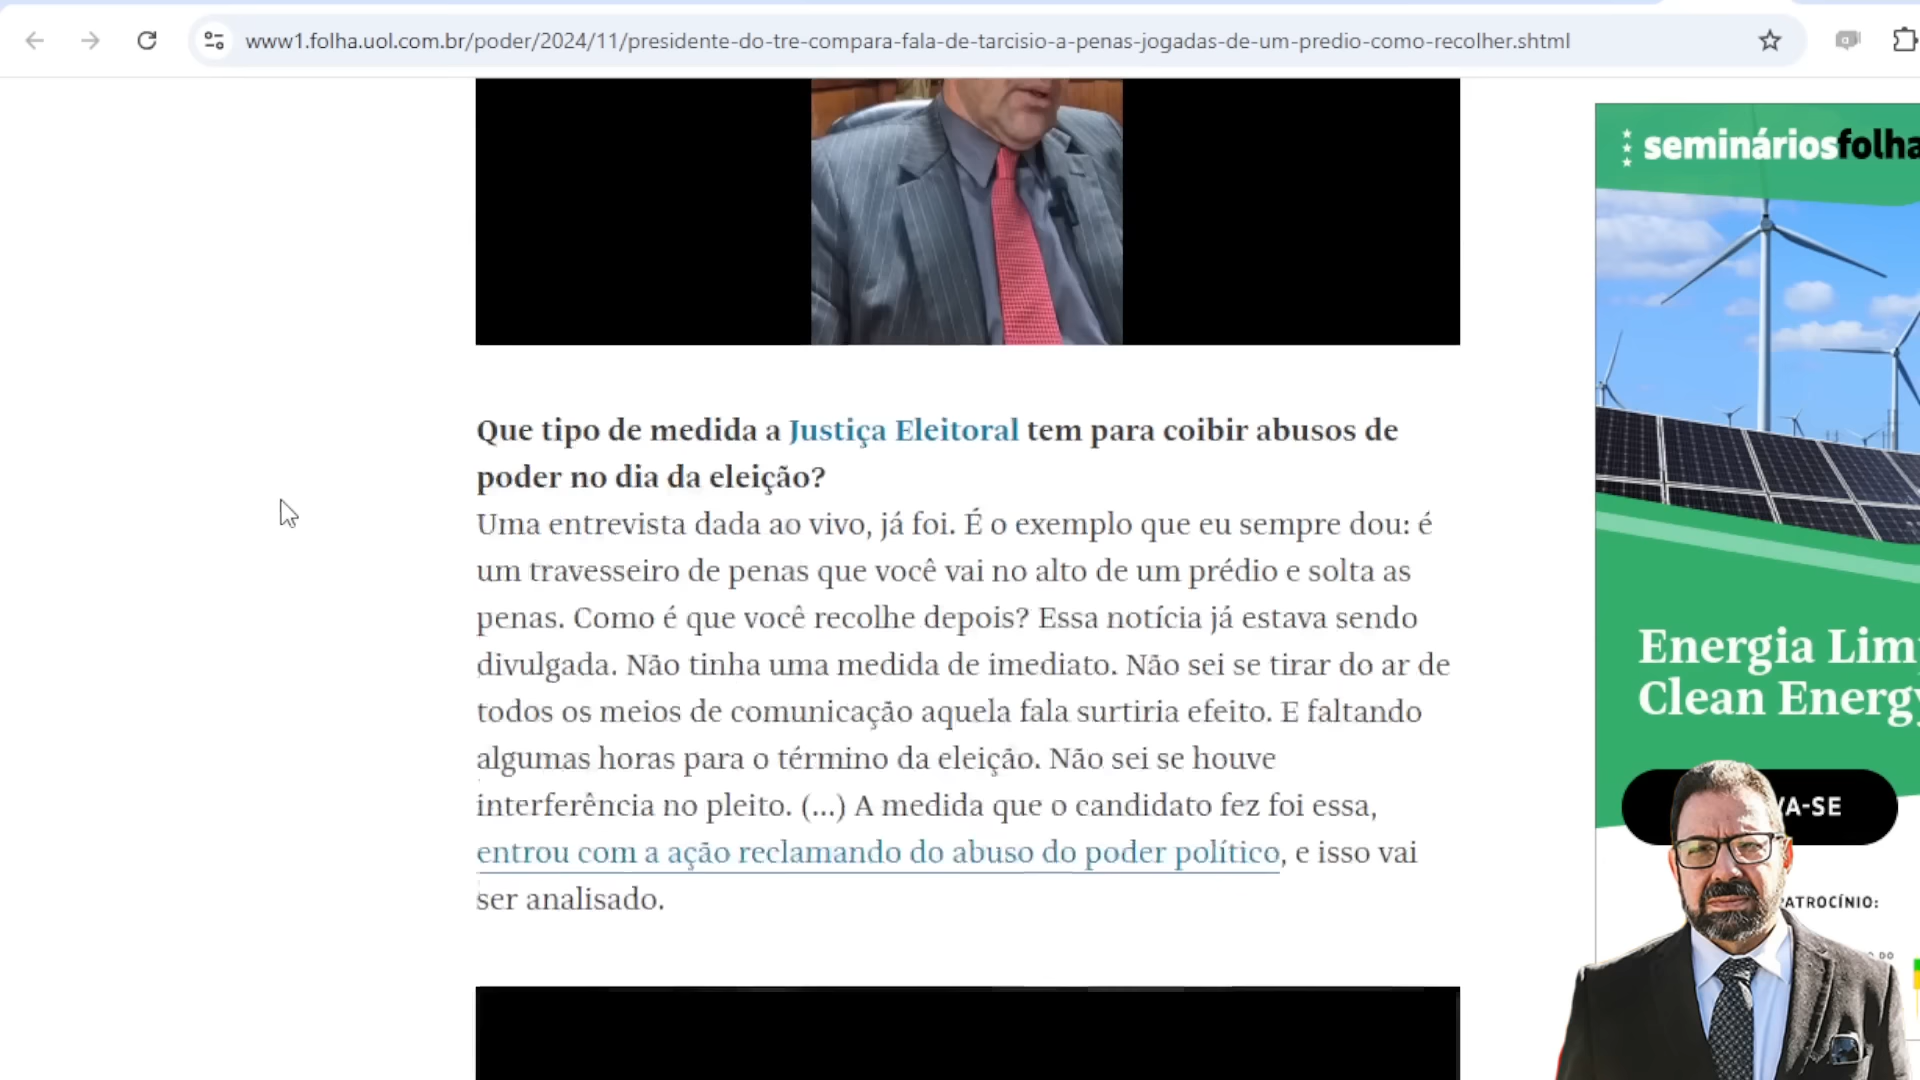 www1.folha.uol.com.br/poder/2024/11/presidente-do-tre-compara-fala-de-tarcisio-a-penas-jogadas-de-um-predio-como-recolher.shtml
semináriosfolha
Que tipo de medida a Justiça Eleitoral tem para coibir abusos de
poder no dia da eleição?
Uma entrevista dada ao vivo, já foi. É o exemplo que eu sempre dou: é
um travesseiro de penas que você vai no alto de um prédio e solta as
penas. Como é que você recolhe depois? Essa notícia já estava sendo
divulgada. Não tinha uma medida de imediato. Não sei se tirar do ar de
todos os meios de comunicação aquela fala surtiria efeito. E faltando
algumas horas para o término da eleição. Não sei se houve
interferência no pleito. (...) A medida que o candidato fez foi essa,
entrou com a ação reclamando do abuso do poder político, e isso vai
ser analisado.
Energia Lim
Clean Energy
VA-SE
PATROCÍNIO: